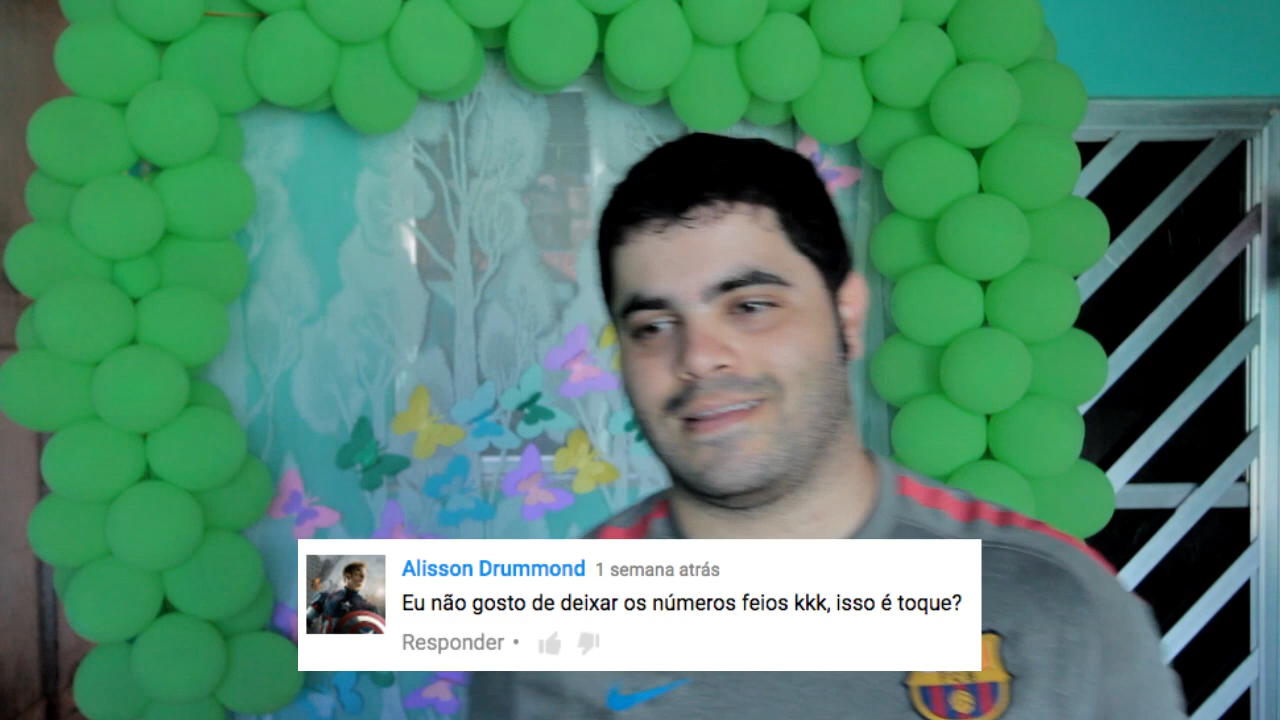 Alisson Drummond 1 semana atrás
Eu não gosto de deixar os números feios kkk, isso é toque?
Responder •